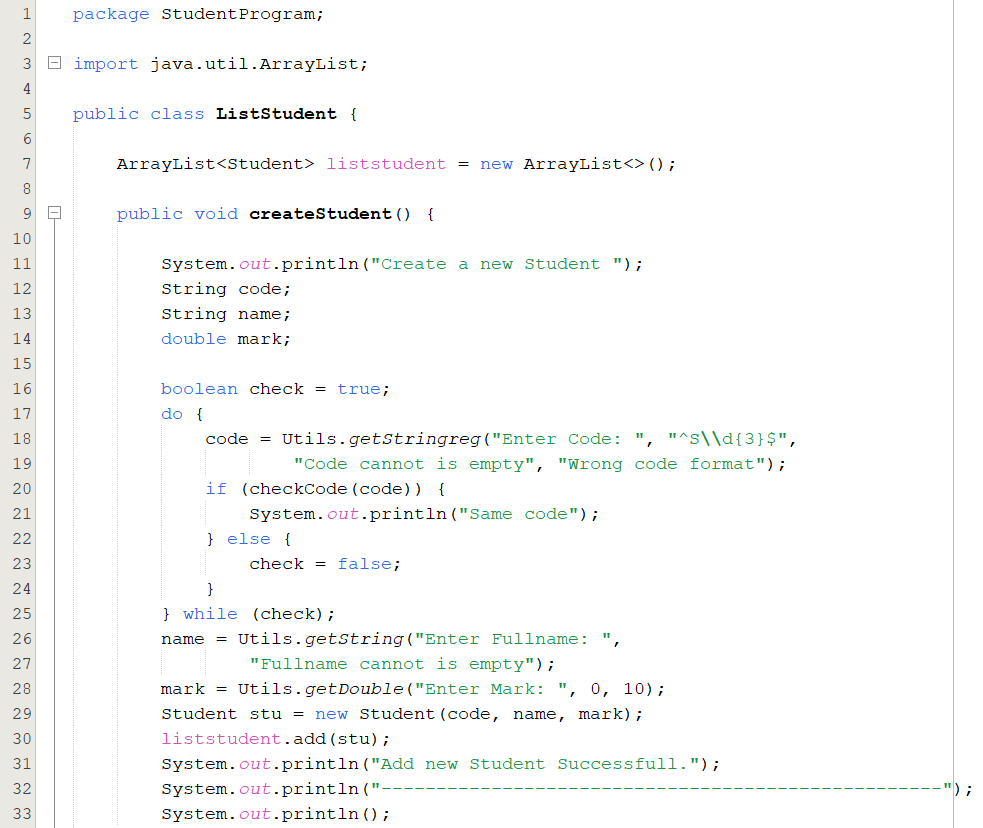 1 package StudentProgram;
2
3 import java.util.ArrayList;
4
5 public class ListStudent {
6
7 ArrayList<Student> liststudent = new ArrayList<>();
8
9 public void createStudent() {
10
11 System.out.println("Create a new Student ");
12 String code;
13 String name;
14 double mark;
15
16 boolean check = true;
17 do {
18 code = Utils.getStringreg("Enter Code: ", "^S\\d{3}$",
19 "Code cannot is empty", "Wrong code format");
20 if (checkCode(code)) {
21 System.out.println("Same code");
22 } else {
23 check = false;
24 }
25 } while (check);
26 name = Utils.getString("Enter Fullname: ",
27 "Fullname cannot is empty");
28 mark = Utils.getDouble("Enter Mark: ", 0, 10);
29 Student stu = new Student(code, name, mark);
30 liststudent.add(stu);
31 System.out.println("Add new Student Successfull.");
32 System.out.println("---------------------------------------------------");
33 System.out.println();